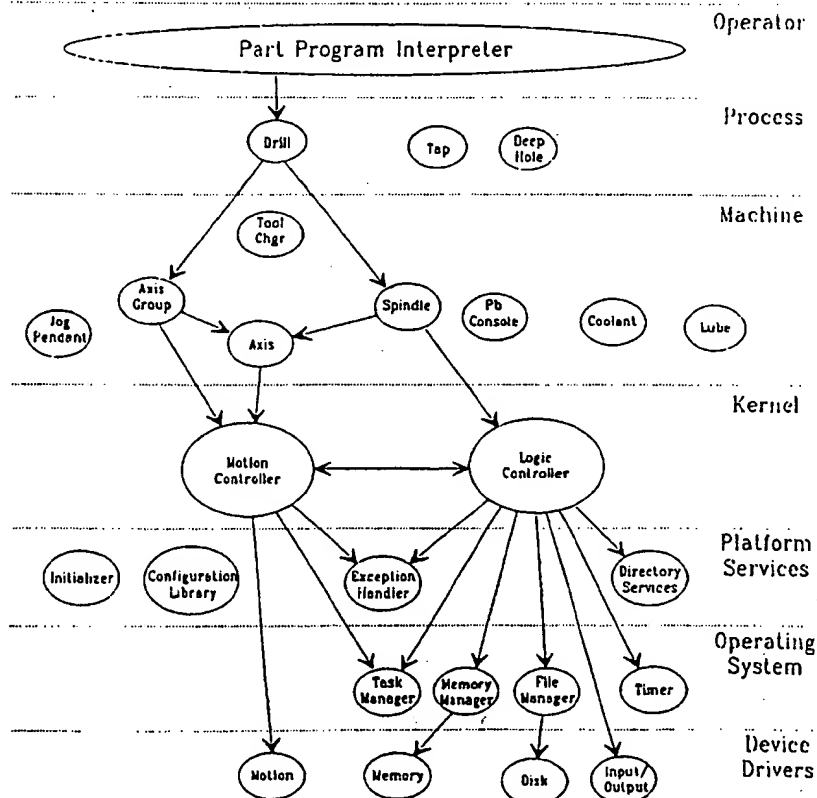 Operator
Part Program Interpreter
Process
Drill
Tap
Deep
Hole
Machine
Tool
Chgr
Axis
Group
Spindle
Pb
Console
Coolant
Lube
Jog
Pendant
Axis
Kernel
Motion
Controller
Logic
Controller
Platform
Services
Initializer
Configuration
Library
Exception
Handler
Directory
Services
Operating
System
Task
Manager
Memory
Manager
File
Manager
Timer
Device
Drivers
Motion
Memory
Disk
Input/
Output